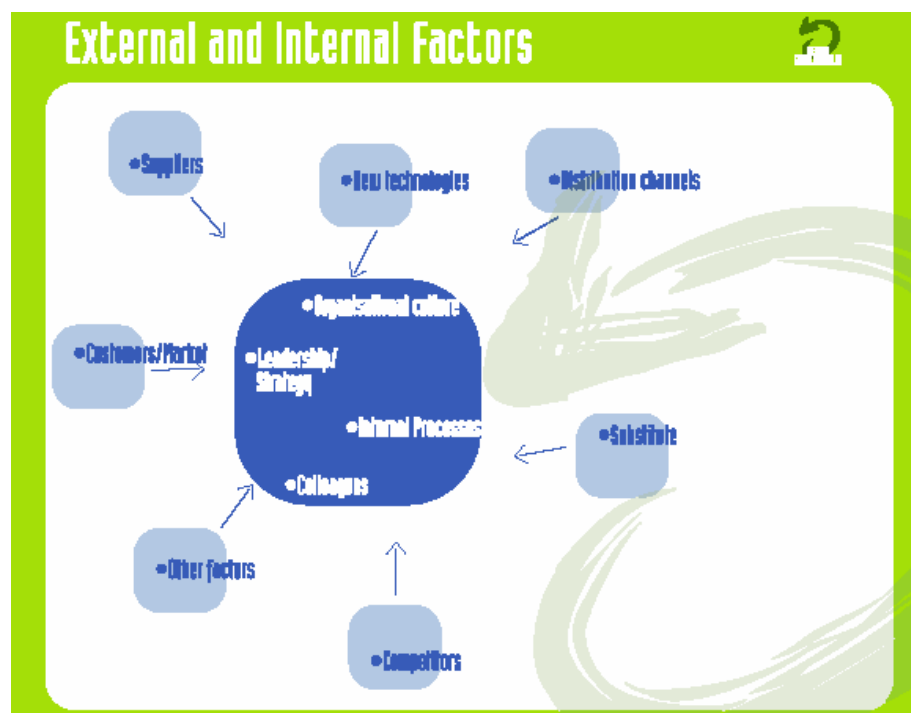 External and Internal Factors
•Suppliers
•New technologies
•Distribution channels
•Organisational culture
•Customers/Market
•Leadership/
Strategy
•Internal Processes
•Substitute
•Colleagues
•Other factors
•Competitors